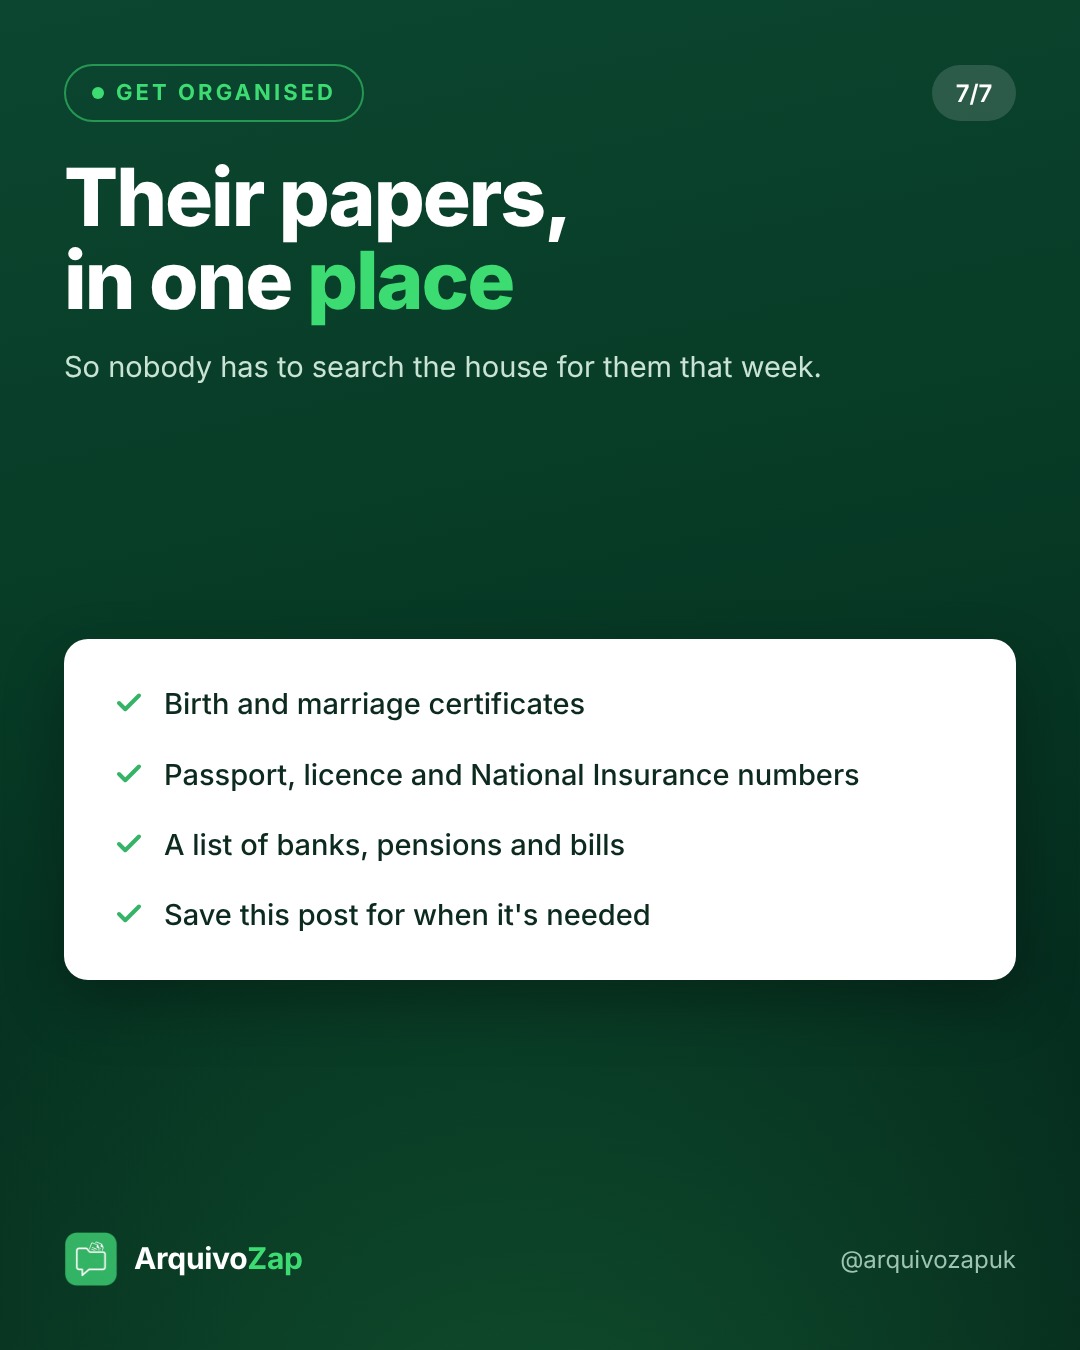 GET ORGANISED
7/7
Their papers,
in one place
So nobody has to search the house for them that week.
Birth and marriage certificates
Passport, licence and National Insurance numbers
A list of banks, pensions and bills
Save this post for when it's needed
ArquivoZap
@arquivozapuk